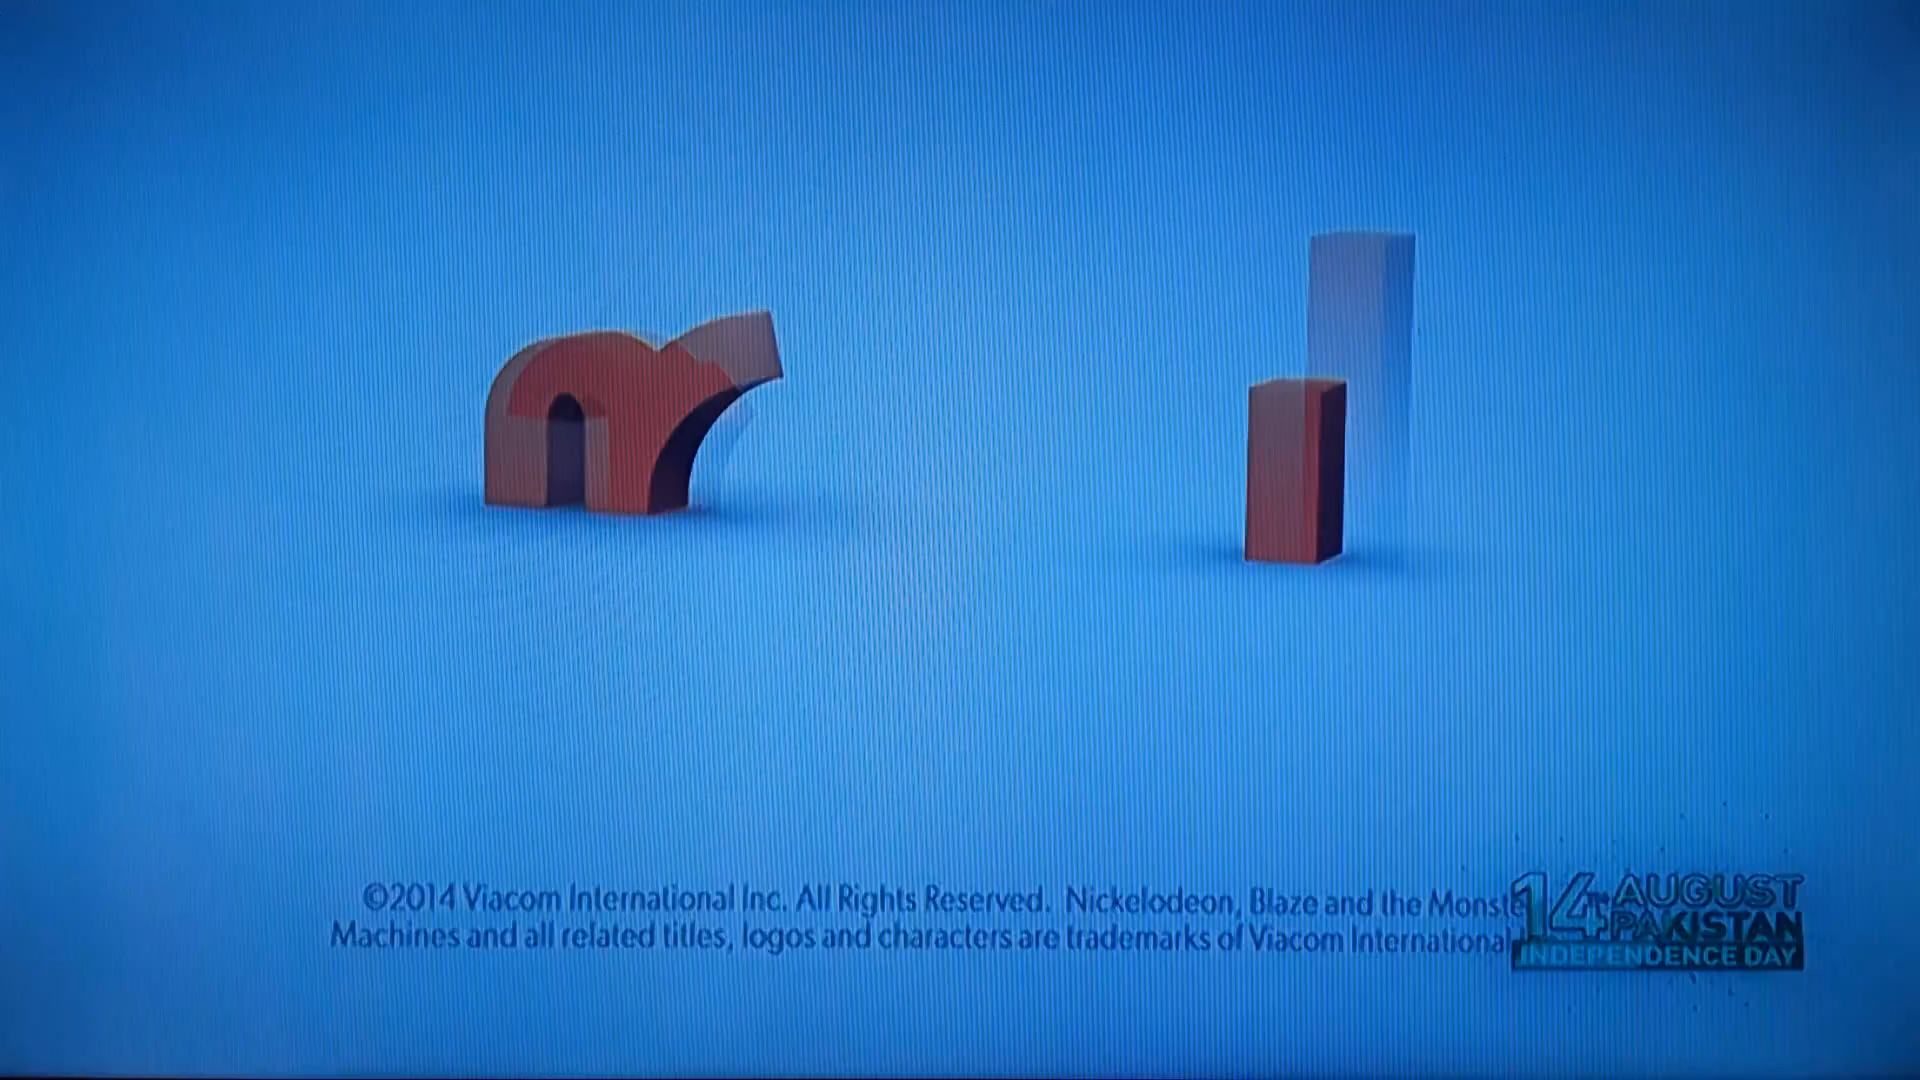 ©2014 Viacom International Inc. All Rights Reserved. Nickelodeon, Blaze and the Monste
Machines and all related titles, logos and characters are trademarks of Viacom International
14TH AUGUST
PAKISTAN
INDEPENDENCE DAY